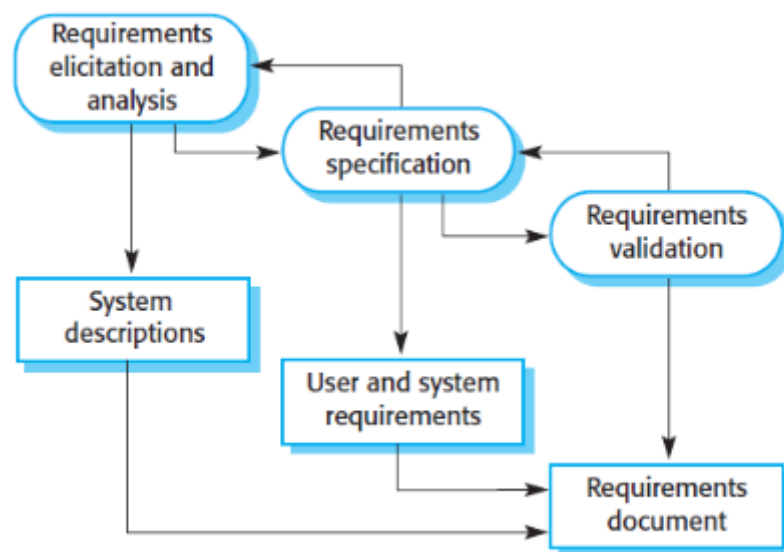 Requirements
elicitation and
analysis
Requirements
specification
Requirements
validation
System
descriptions
User and system
requirements
Requirements
document